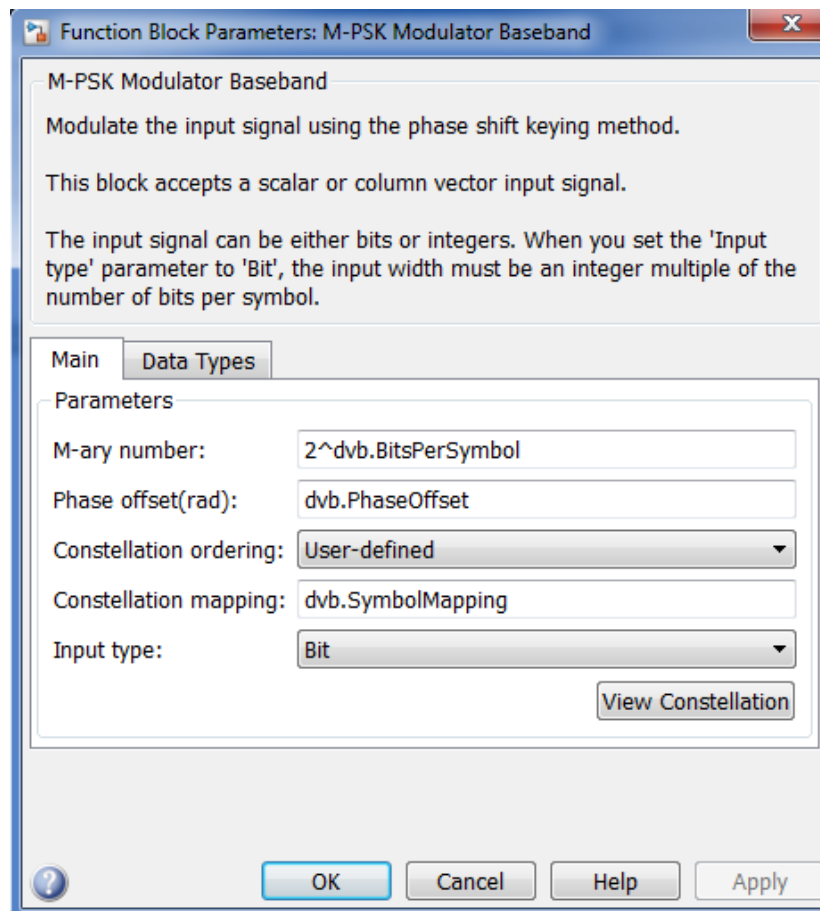 Function Block Parameters: M-PSK Modulator Baseband
M-PSK Modulator Baseband
Modulate the input signal using the phase shift keying method.
This block accepts a scalar or column vector input signal.
The input signal can be either bits or integers. When you set the 'Input
type' parameter to 'Bit', the input width must be an integer multiple of the
number of bits per symbol.
Main Data Types
Parameters
M-ary number: 2^dvb.BitsPerSymbol
Phase offset(rad): dvb.PhaseOffset
Constellation ordering: User-defined
Constellation mapping: dvb.SymbolMapping
Input type: Bit
View Constellation
OK Cancel Help Apply